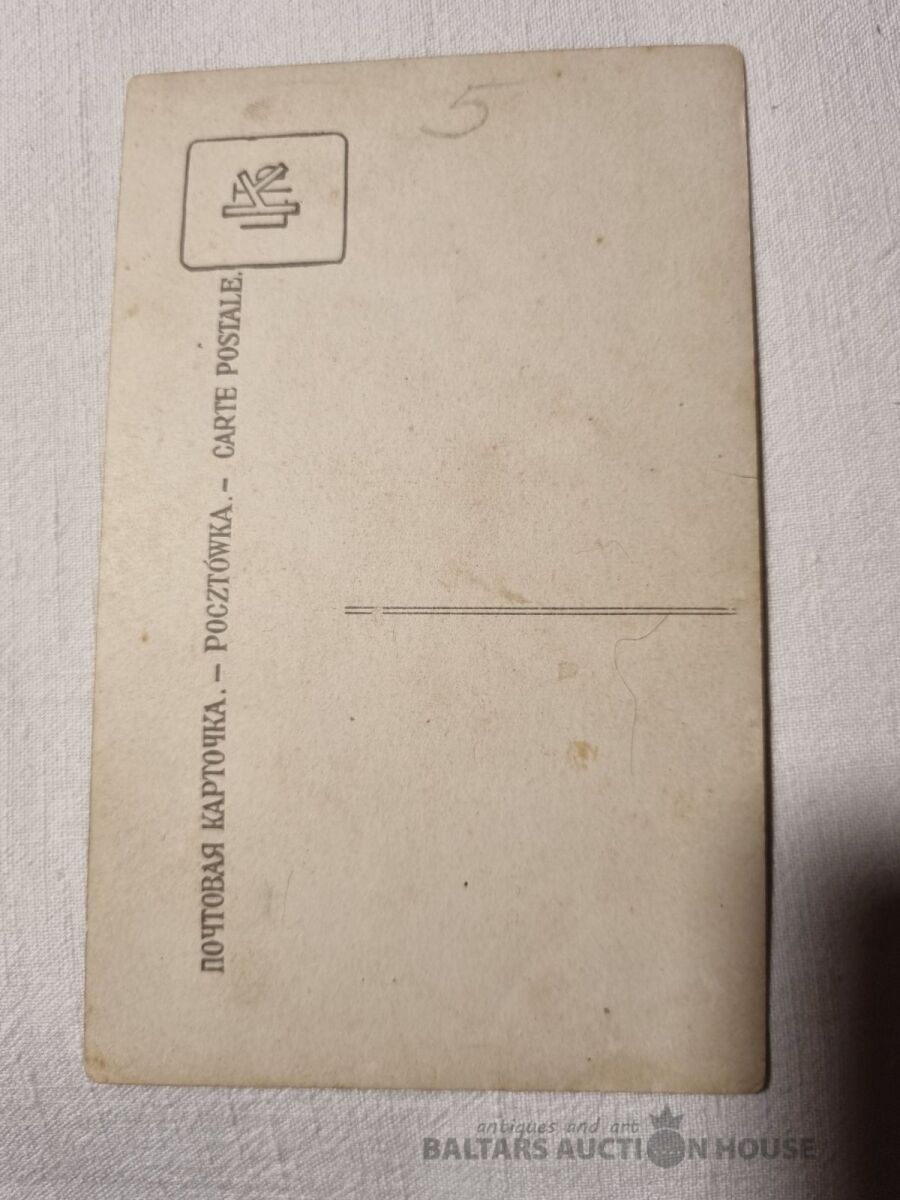 5
ПОЧТОВАЯ КАРТОЧКА. – POCZTÓWKA. – CARTE POSTALE.
antiques and art
BALTARS AUCTION HOUSE